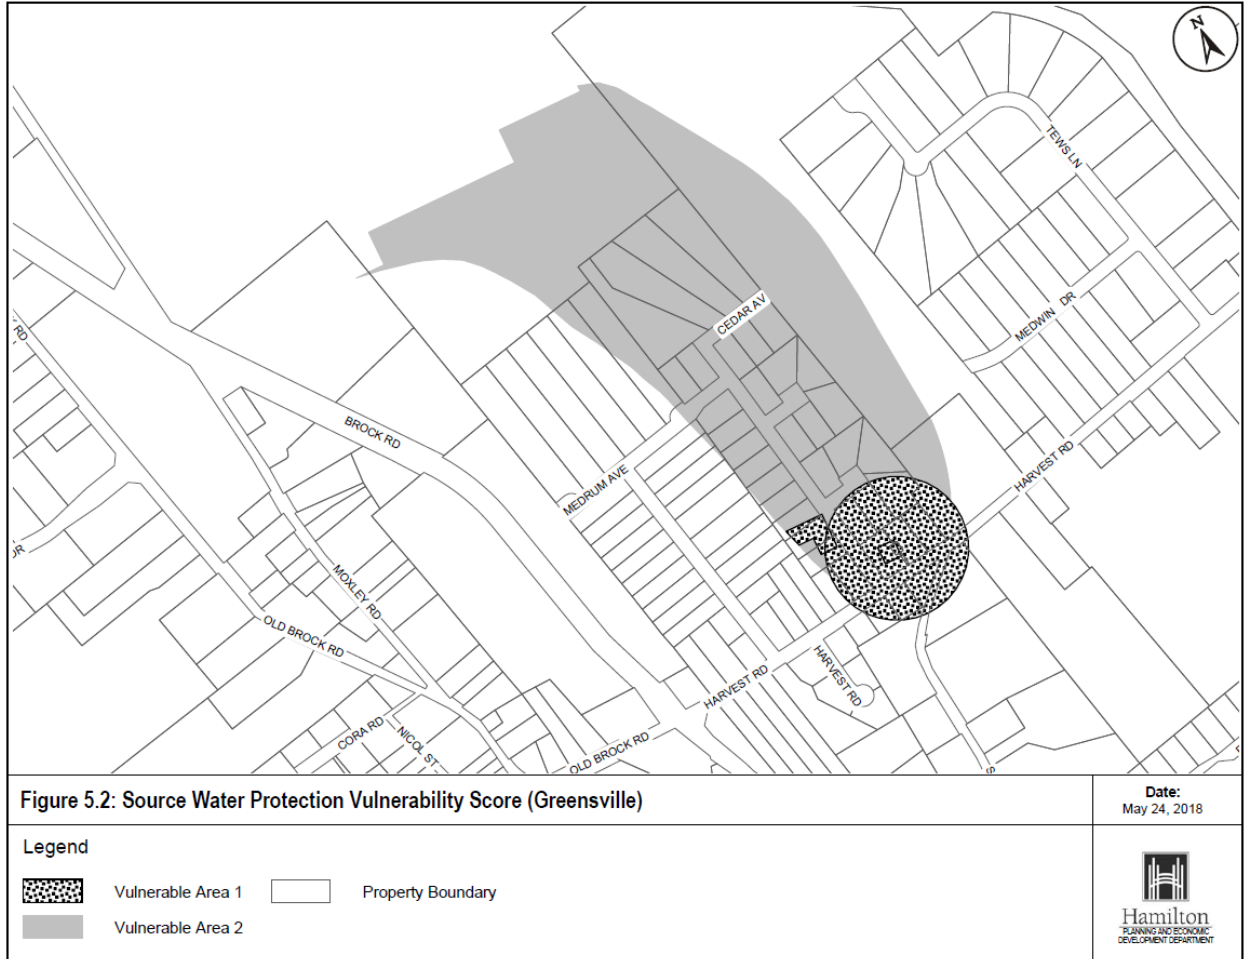 N
TEWS LN
MEDWIN DR
CEDAR AV
RD
BROCK RD
HARVEST RD
MEDRUM AVE
DR
MOXLEY RD
OLD BROCK RD
HARVEST RD
HARVEST RD
CORA RD
NICOL ST
OLD BROCK RD
S
Figure 5.2: Source Water Protection Vulnerability Score (Greensville)
Date:
May 24, 2018
Legend
Vulnerable Area 1
Property Boundary
Vulnerable Area 2
Hamilton
PLANNING AND ECONOMIC
DEVELOPMENT DEPARTMENT